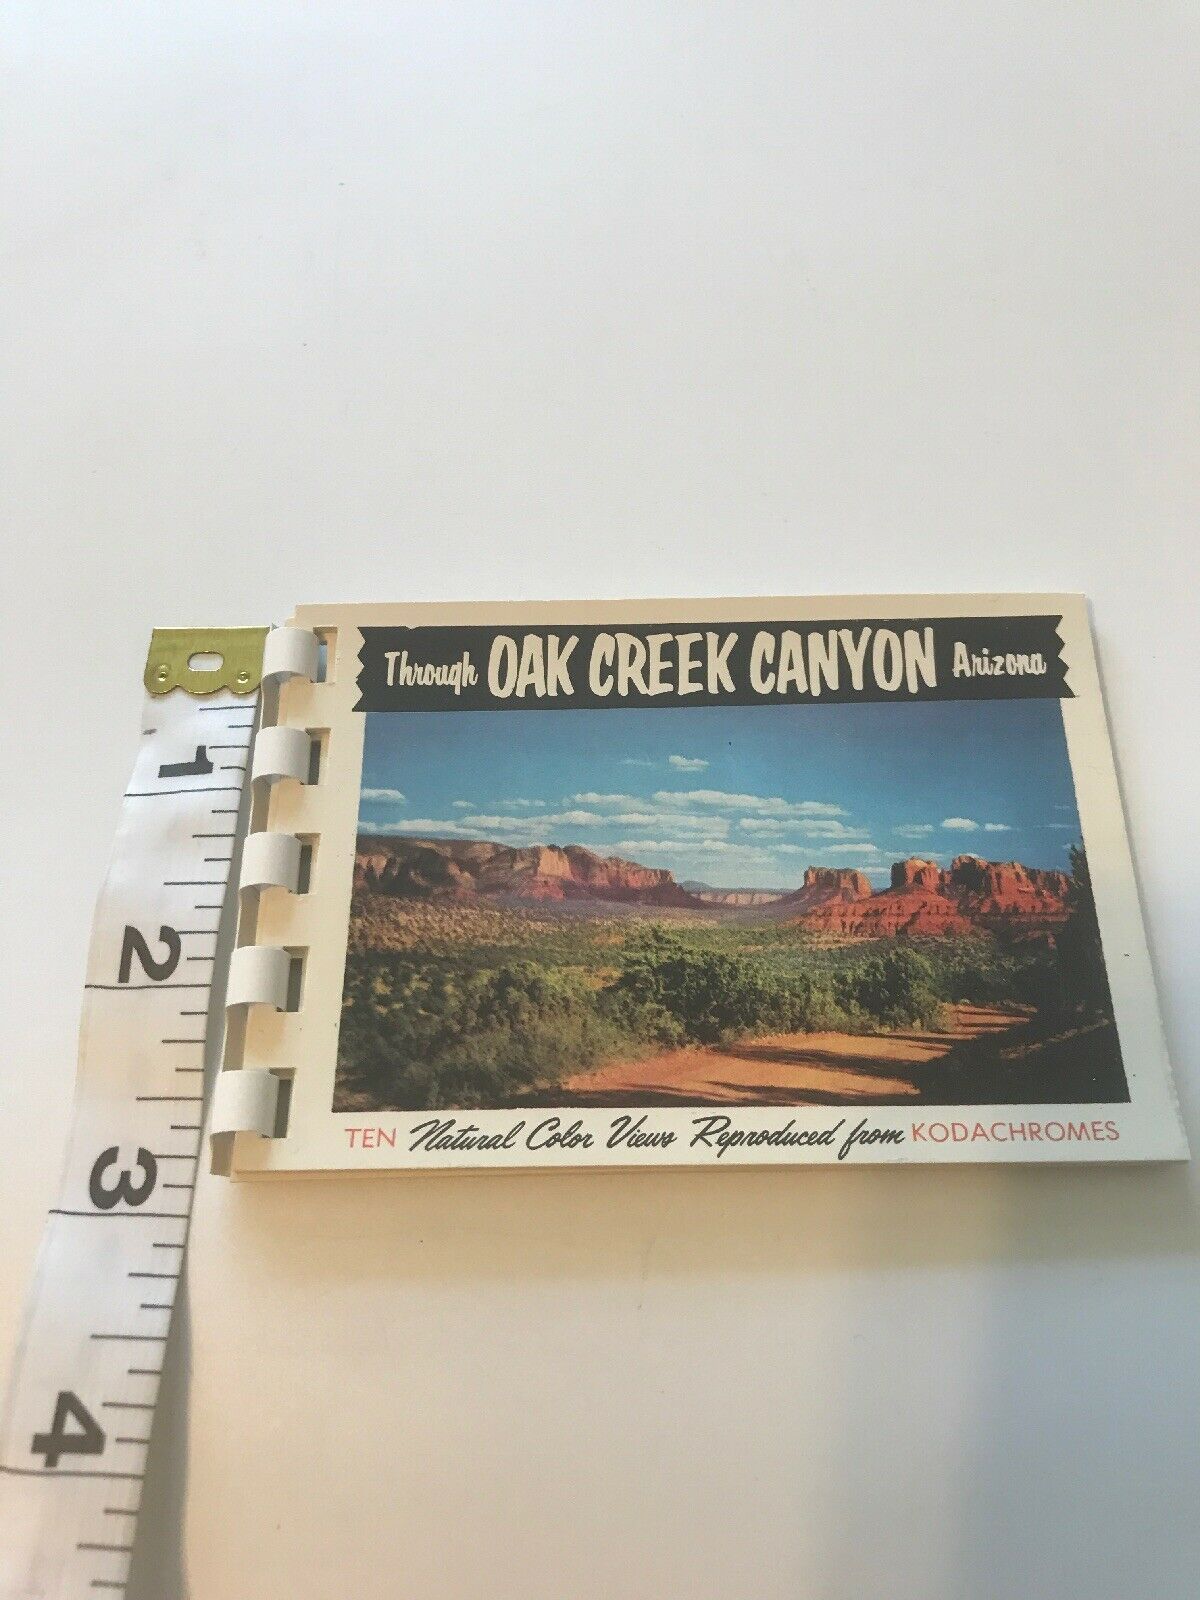 Through OAK CREEK CANYON Arizona
TEN Natural Color Views Reproduced from KODACHROMES
1
2
3
4